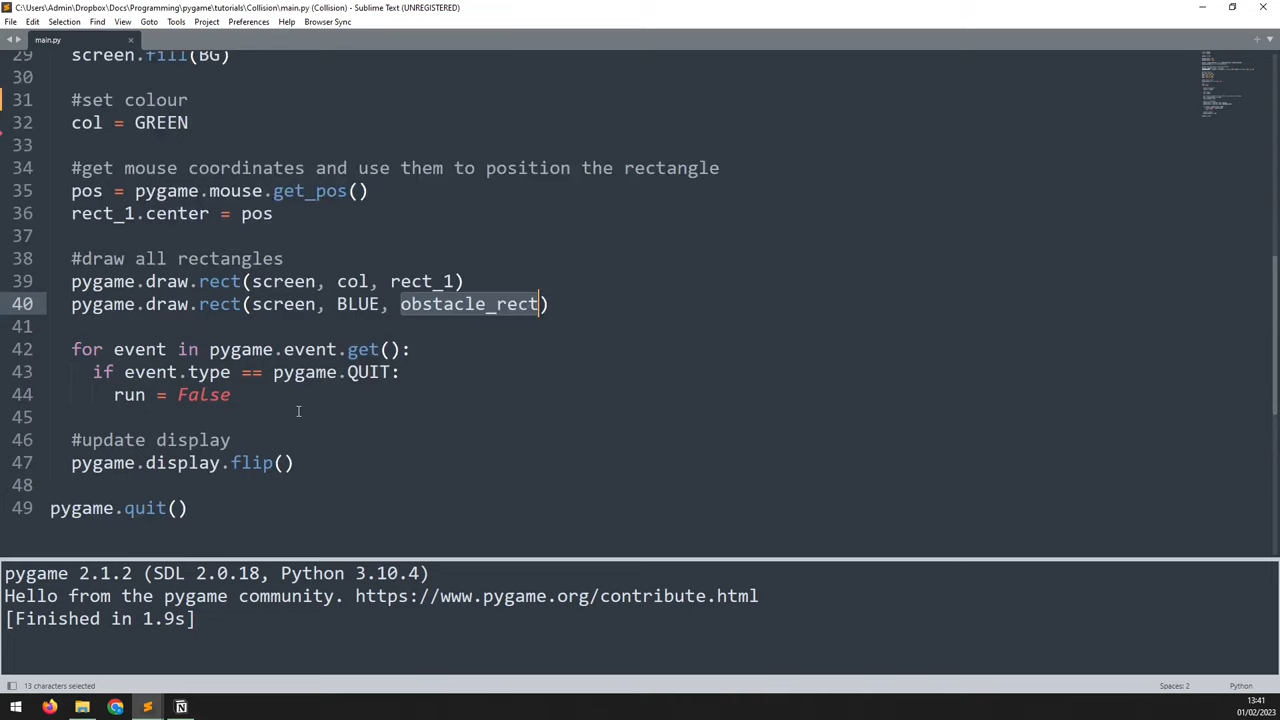 C:\Users\Admin\Dropbox\Docs\Programming\pygame\tutorials\Collision\main.py (Collision) - Sublime Text (UNREGISTERED)
File Edit Selection Find View Goto Tools Project Preferences Help Browser Sync
main.py
29 screen.fill(BG)
30
31 #set colour
32 col = GREEN
33
34 #get mouse coordinates and use them to position the rectangle
35 pos = pygame.mouse.get_pos()
36 rect_1.center = pos
37
38 #draw all rectangles
39 pygame.draw.rect(screen, col, rect_1)
40 pygame.draw.rect(screen, BLUE, obstacle_rect)
41
42 for event in pygame.event.get():
43 if event.type == pygame.QUIT:
44 run = False
45
46 #update display
47 pygame.display.flip()
48
49 pygame.quit()
pygame 2.1.2 (SDL 2.0.18, Python 3.10.4)
Hello from the pygame community. https://www.pygame.org/contribute.html
[Finished in 1.9s]
13 characters selected
Spaces: 2
Python
13:41
01/02/2023